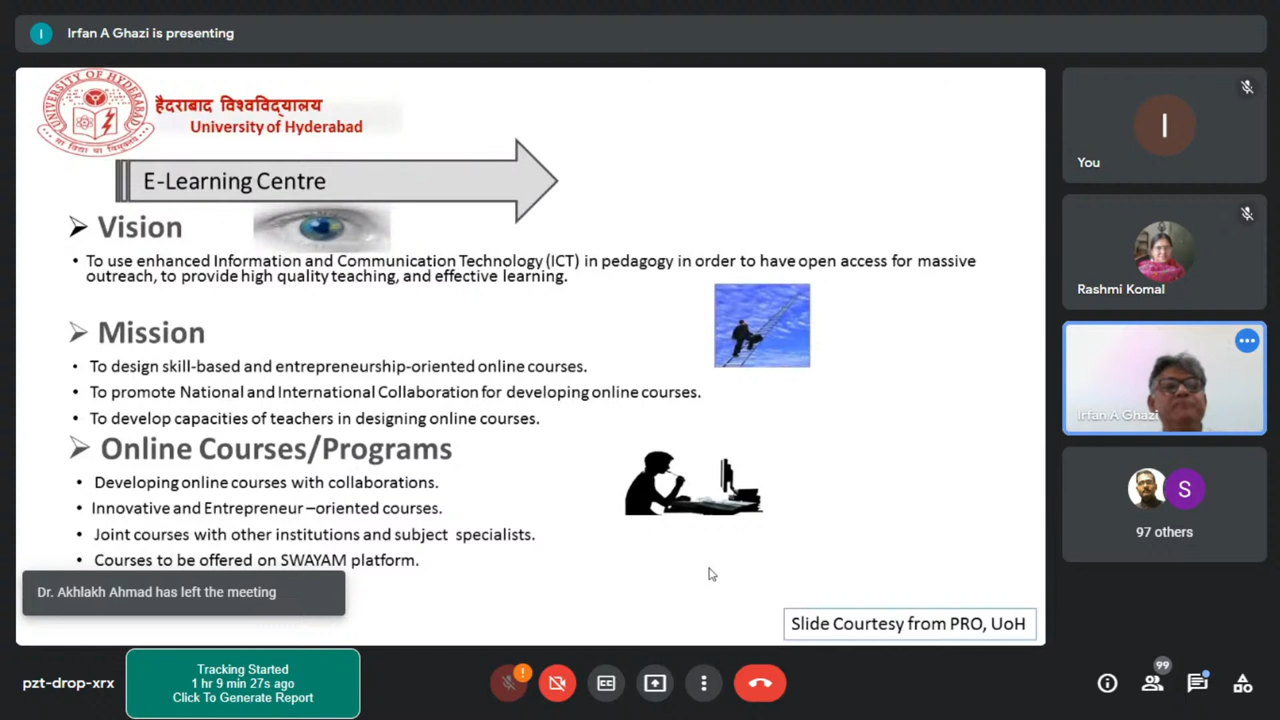 I
Irfan A Ghazi is presenting
UNIVERSITY OF HYDERABAD
सा विद्या या विमुक्तये
हैदराबाद विश्वविद्यालय
University of Hyderabad
E-Learning Centre
Vision
• To use enhanced Information and Communication Technology (ICT) in pedagogy in order to have open access for massive
outreach, to provide high quality teaching, and effective learning.
Mission
• To design skill-based and entrepreneurship-oriented online courses.
• To promote National and International Collaboration for developing online courses.
• To develop capacities of teachers in designing online courses.
Online Courses/Programs
• Developing online courses with collaborations.
• Innovative and Entrepreneur –oriented courses.
• Joint courses with other institutions and subject specialists.
• Courses to be offered on SWAYAM platform.
Dr. Akhlakh Ahmad has left the meeting
Slide Courtesy from PRO, UoH
I
You
Rashmi Komal
Irfan A Ghazi
S
97 others
pzt-drop-xrx
Tracking Started
1 hr 9 min 27s ago
Click To Generate Report
!
CC
99